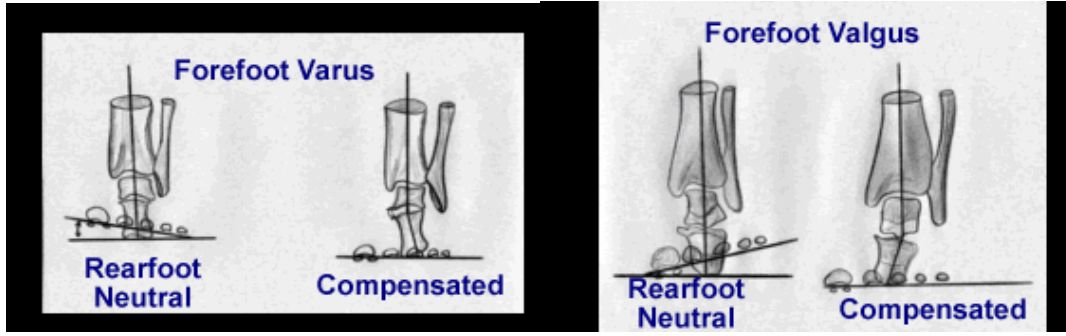 Forefoot Varus
Rearfoot
Neutral
Compensated
Forefoot Valgus
Rearfoot
Neutral
Compensated